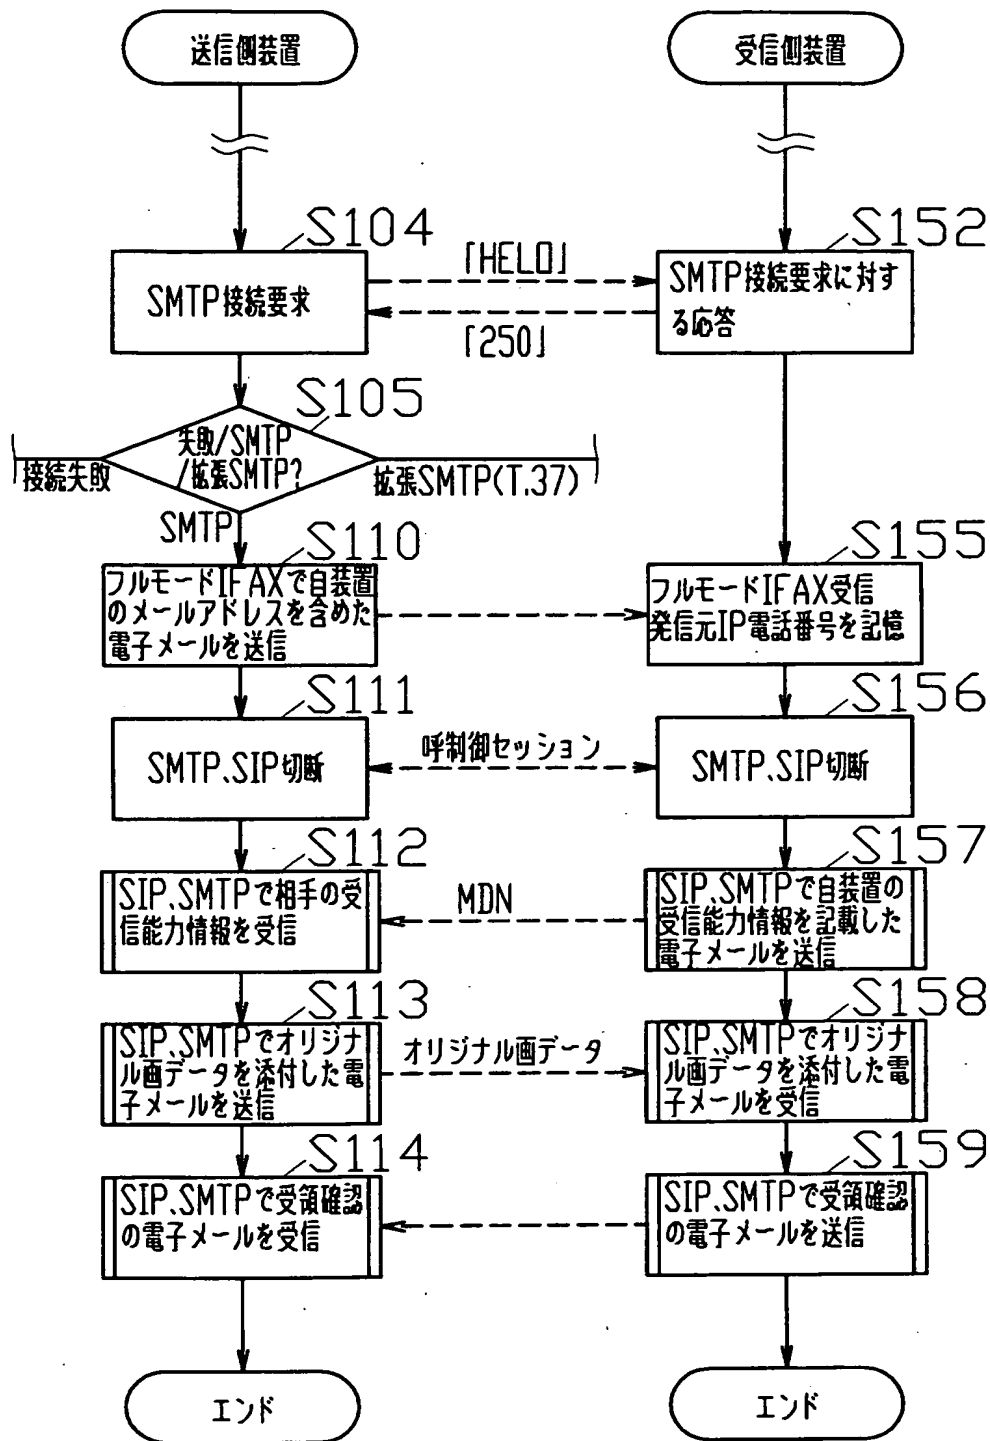 送信側装置
受信側装置
S104
SMTP接続要求
「HELO」
「250」
S152
SMTP接続要求に対す
る応答
S105
失敗/SMTP
/拡張SMTP?
接続失敗
拡張SMTP(T.37)
SMTP
S110
フルモードIFAXで自装置
のメールアドレスを含めた
電子メールを送信
S155
フルモードIFAX受信
発信元IP電話番号を記憶
S111
SMTP、SIP切断
呼制御セッション
S156
SMTP、SIP切断
S112
SIP、SMTPで相手の受
信能力情報を受信
MDN
S157
SIP、SMTPで自装置の
受信能力情報を記載した
電子メールを送信
S113
SIP、SMTPでオリジナ
ル画データを添付した電
子メールを送信
オリジナル画データ
S158
SIP、SMTPでオリジナ
ル画データを添付した電
子メールを受信
S114
SIP、SMTPで受領確認
の電子メールを受信
S159
SIP、SMTPで受領確認
の電子メールを送信
エンド
エンド